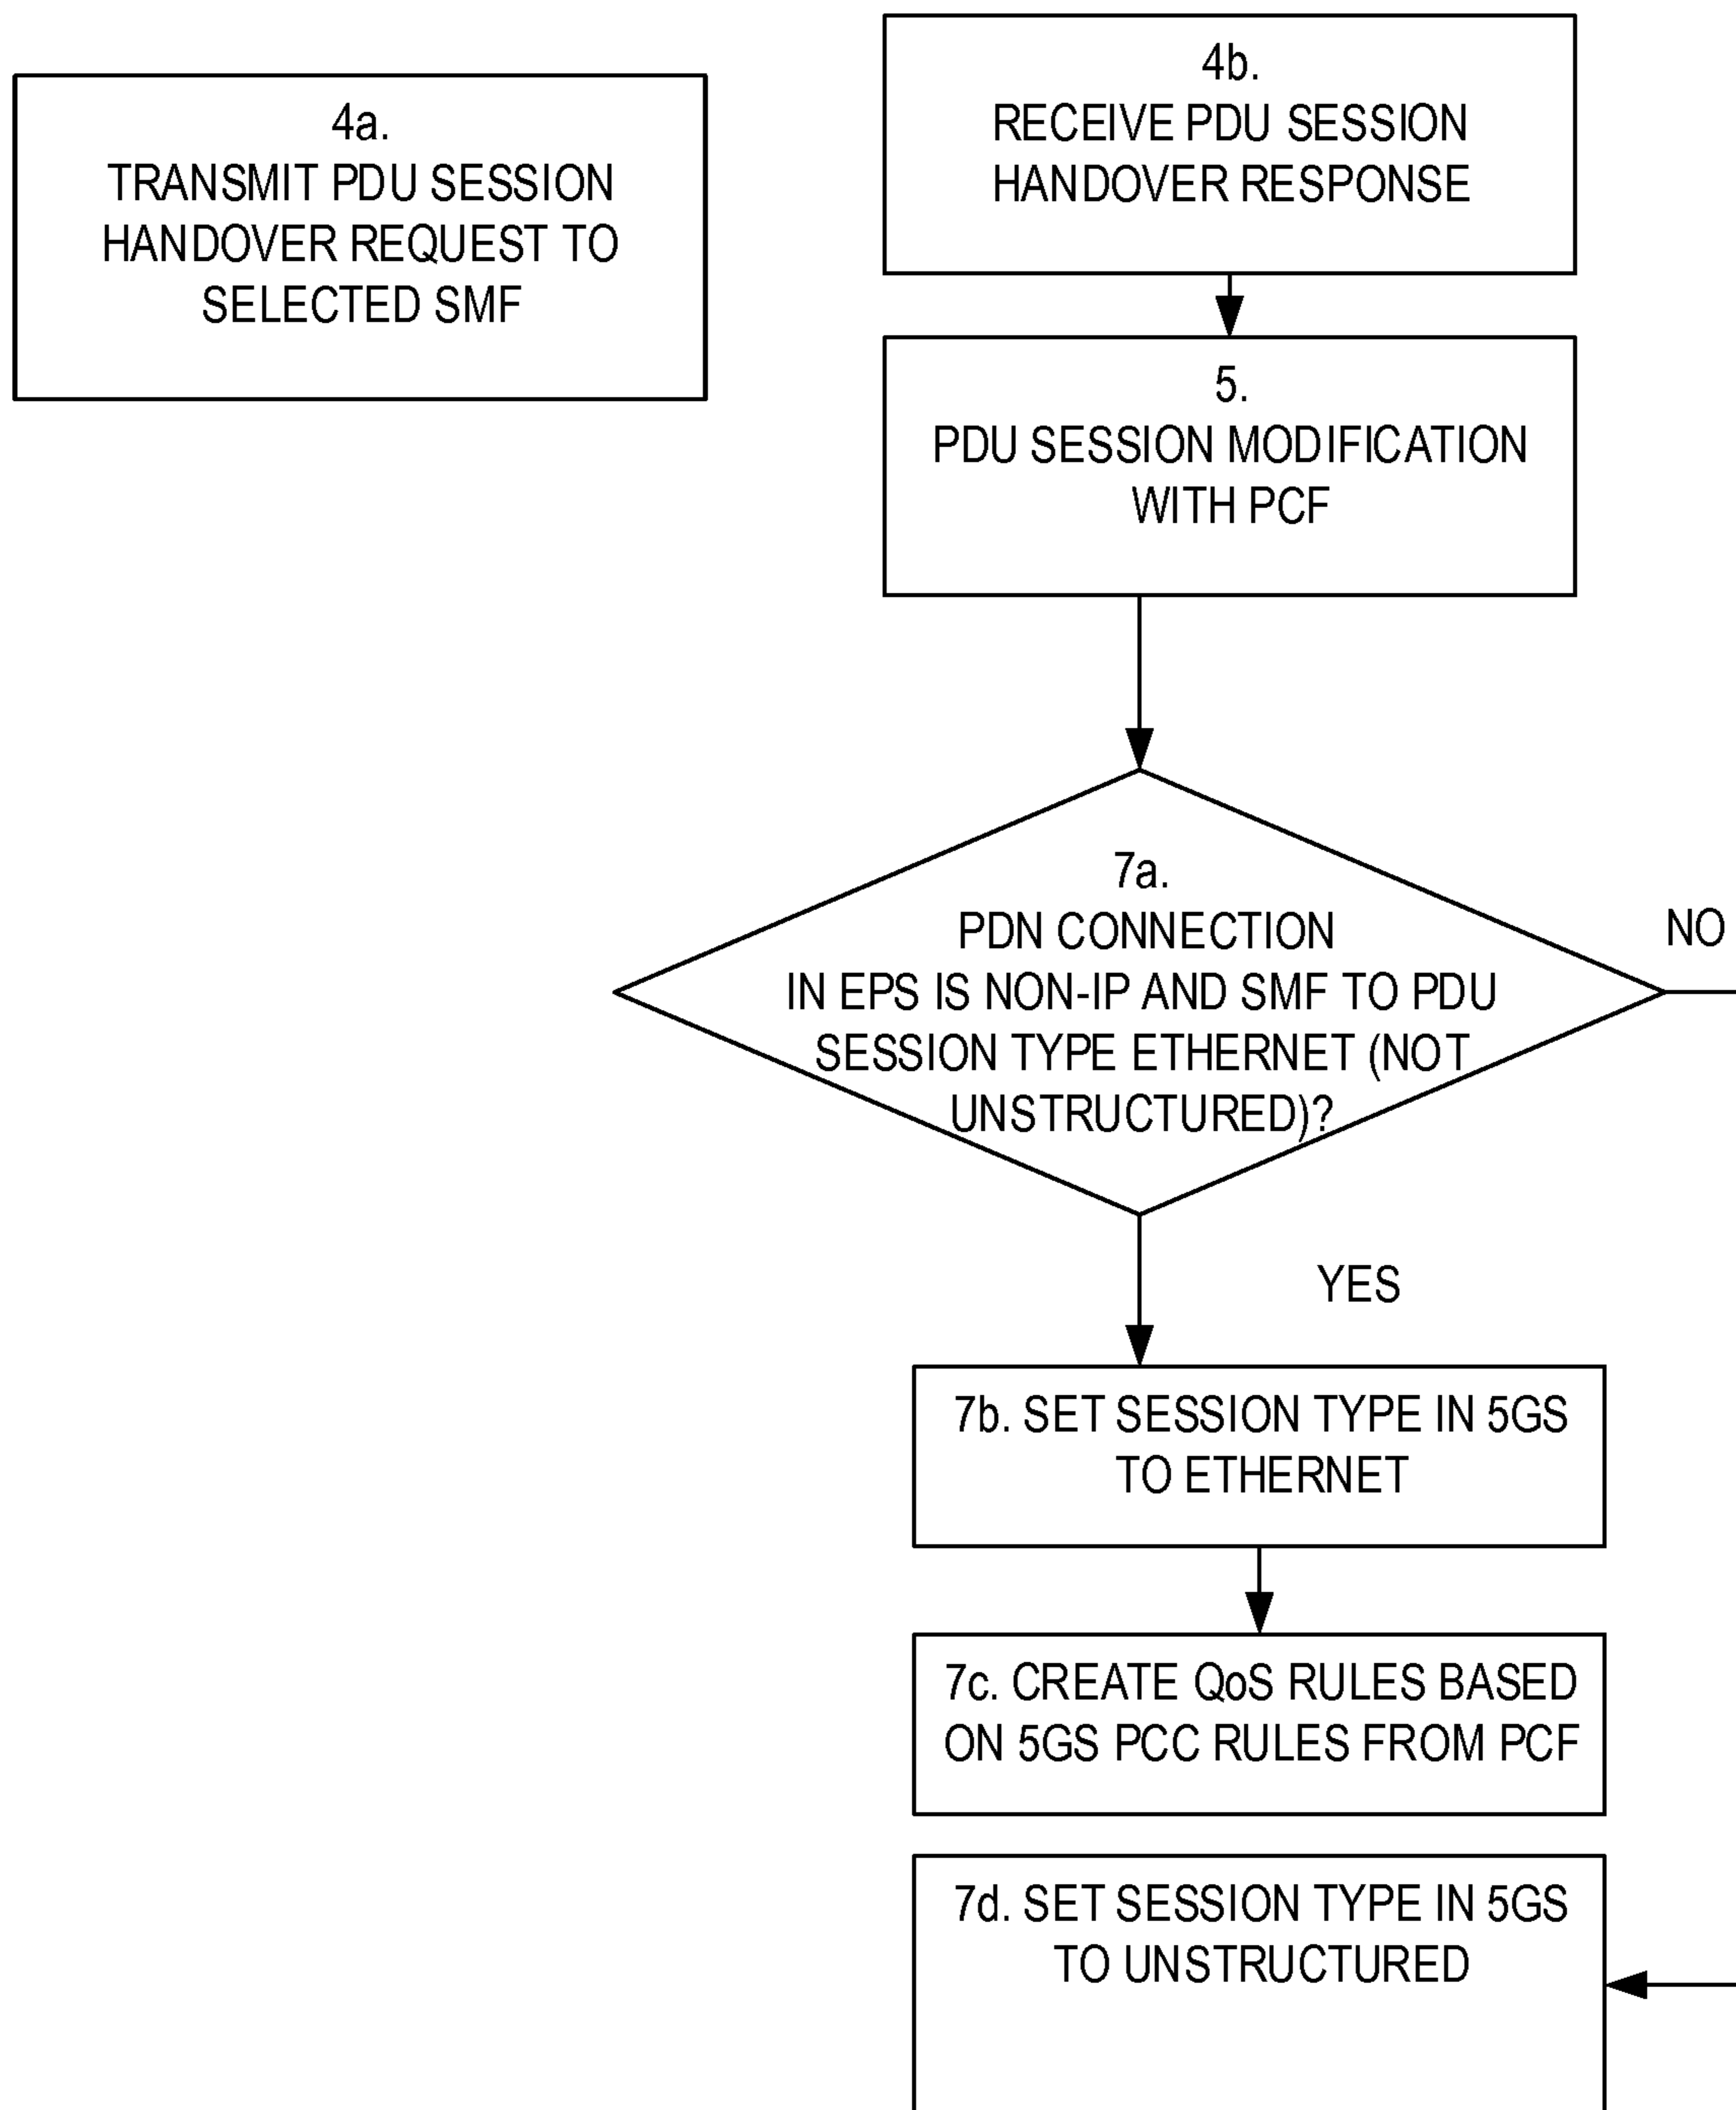 4a.
TRANSMIT PDU SESSION
HANDOVER REQUEST TO
SELECTED SMF
4b.
RECEIVE PDU SESSION
HANDOVER RESPONSE
5.
PDU SESSION MODIFICATION
WITH PCF
7a.
PDN CONNECTION
IN EPS IS NON-IP AND SMF TO PDU
SESSION TYPE ETHERNET (NOT
UNSTRUCTURED)?
NO
YES
7b. SET SESSION TYPE IN 5GS
TO ETHERNET
7c. CREATE QoS RULES BASED
ON 5GS PCC RULES FROM PCF
7d. SET SESSION TYPE IN 5GS
TO UNSTRUCTURED